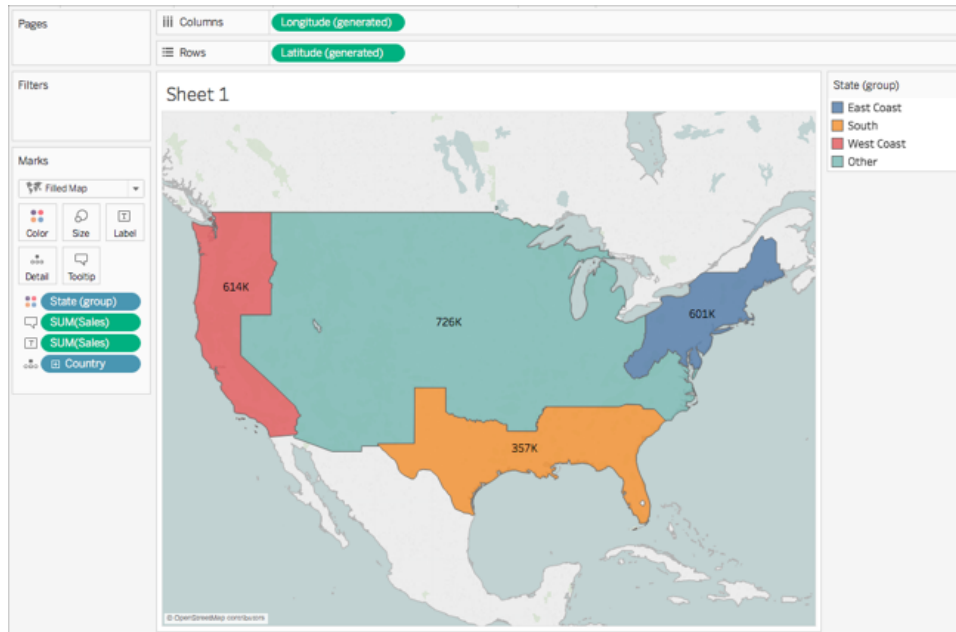 Pages
Columns
Longitude (generated)
Rows
Latitude (generated)
Filters
Marks
Filled Map
Color
Size
Label
Detail
Tooltip
State (group)
SUM(Sales)
SUM(Sales)
Country
Sheet 1
614K
726K
601K
357K
© OpenStreetMap contributors
State (group)
East Coast
South
West Coast
Other